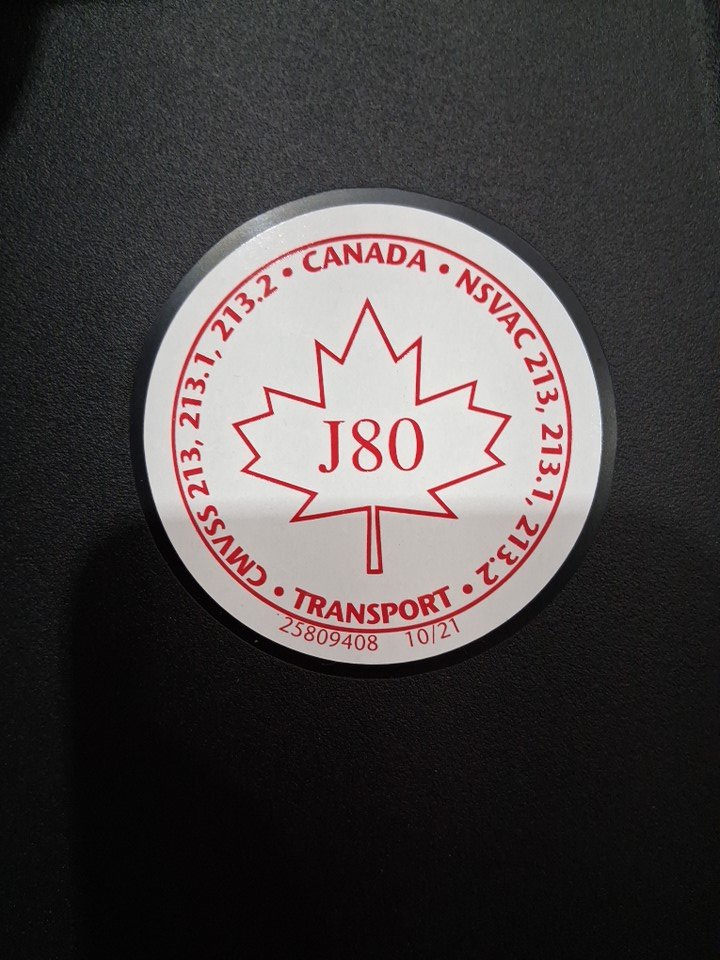 CMVSS 213, 213.1, 213.2 • CANADA • NSVAC 213, 213.1, 213.2 • TRANSPORT •
J80
25809408 10/21